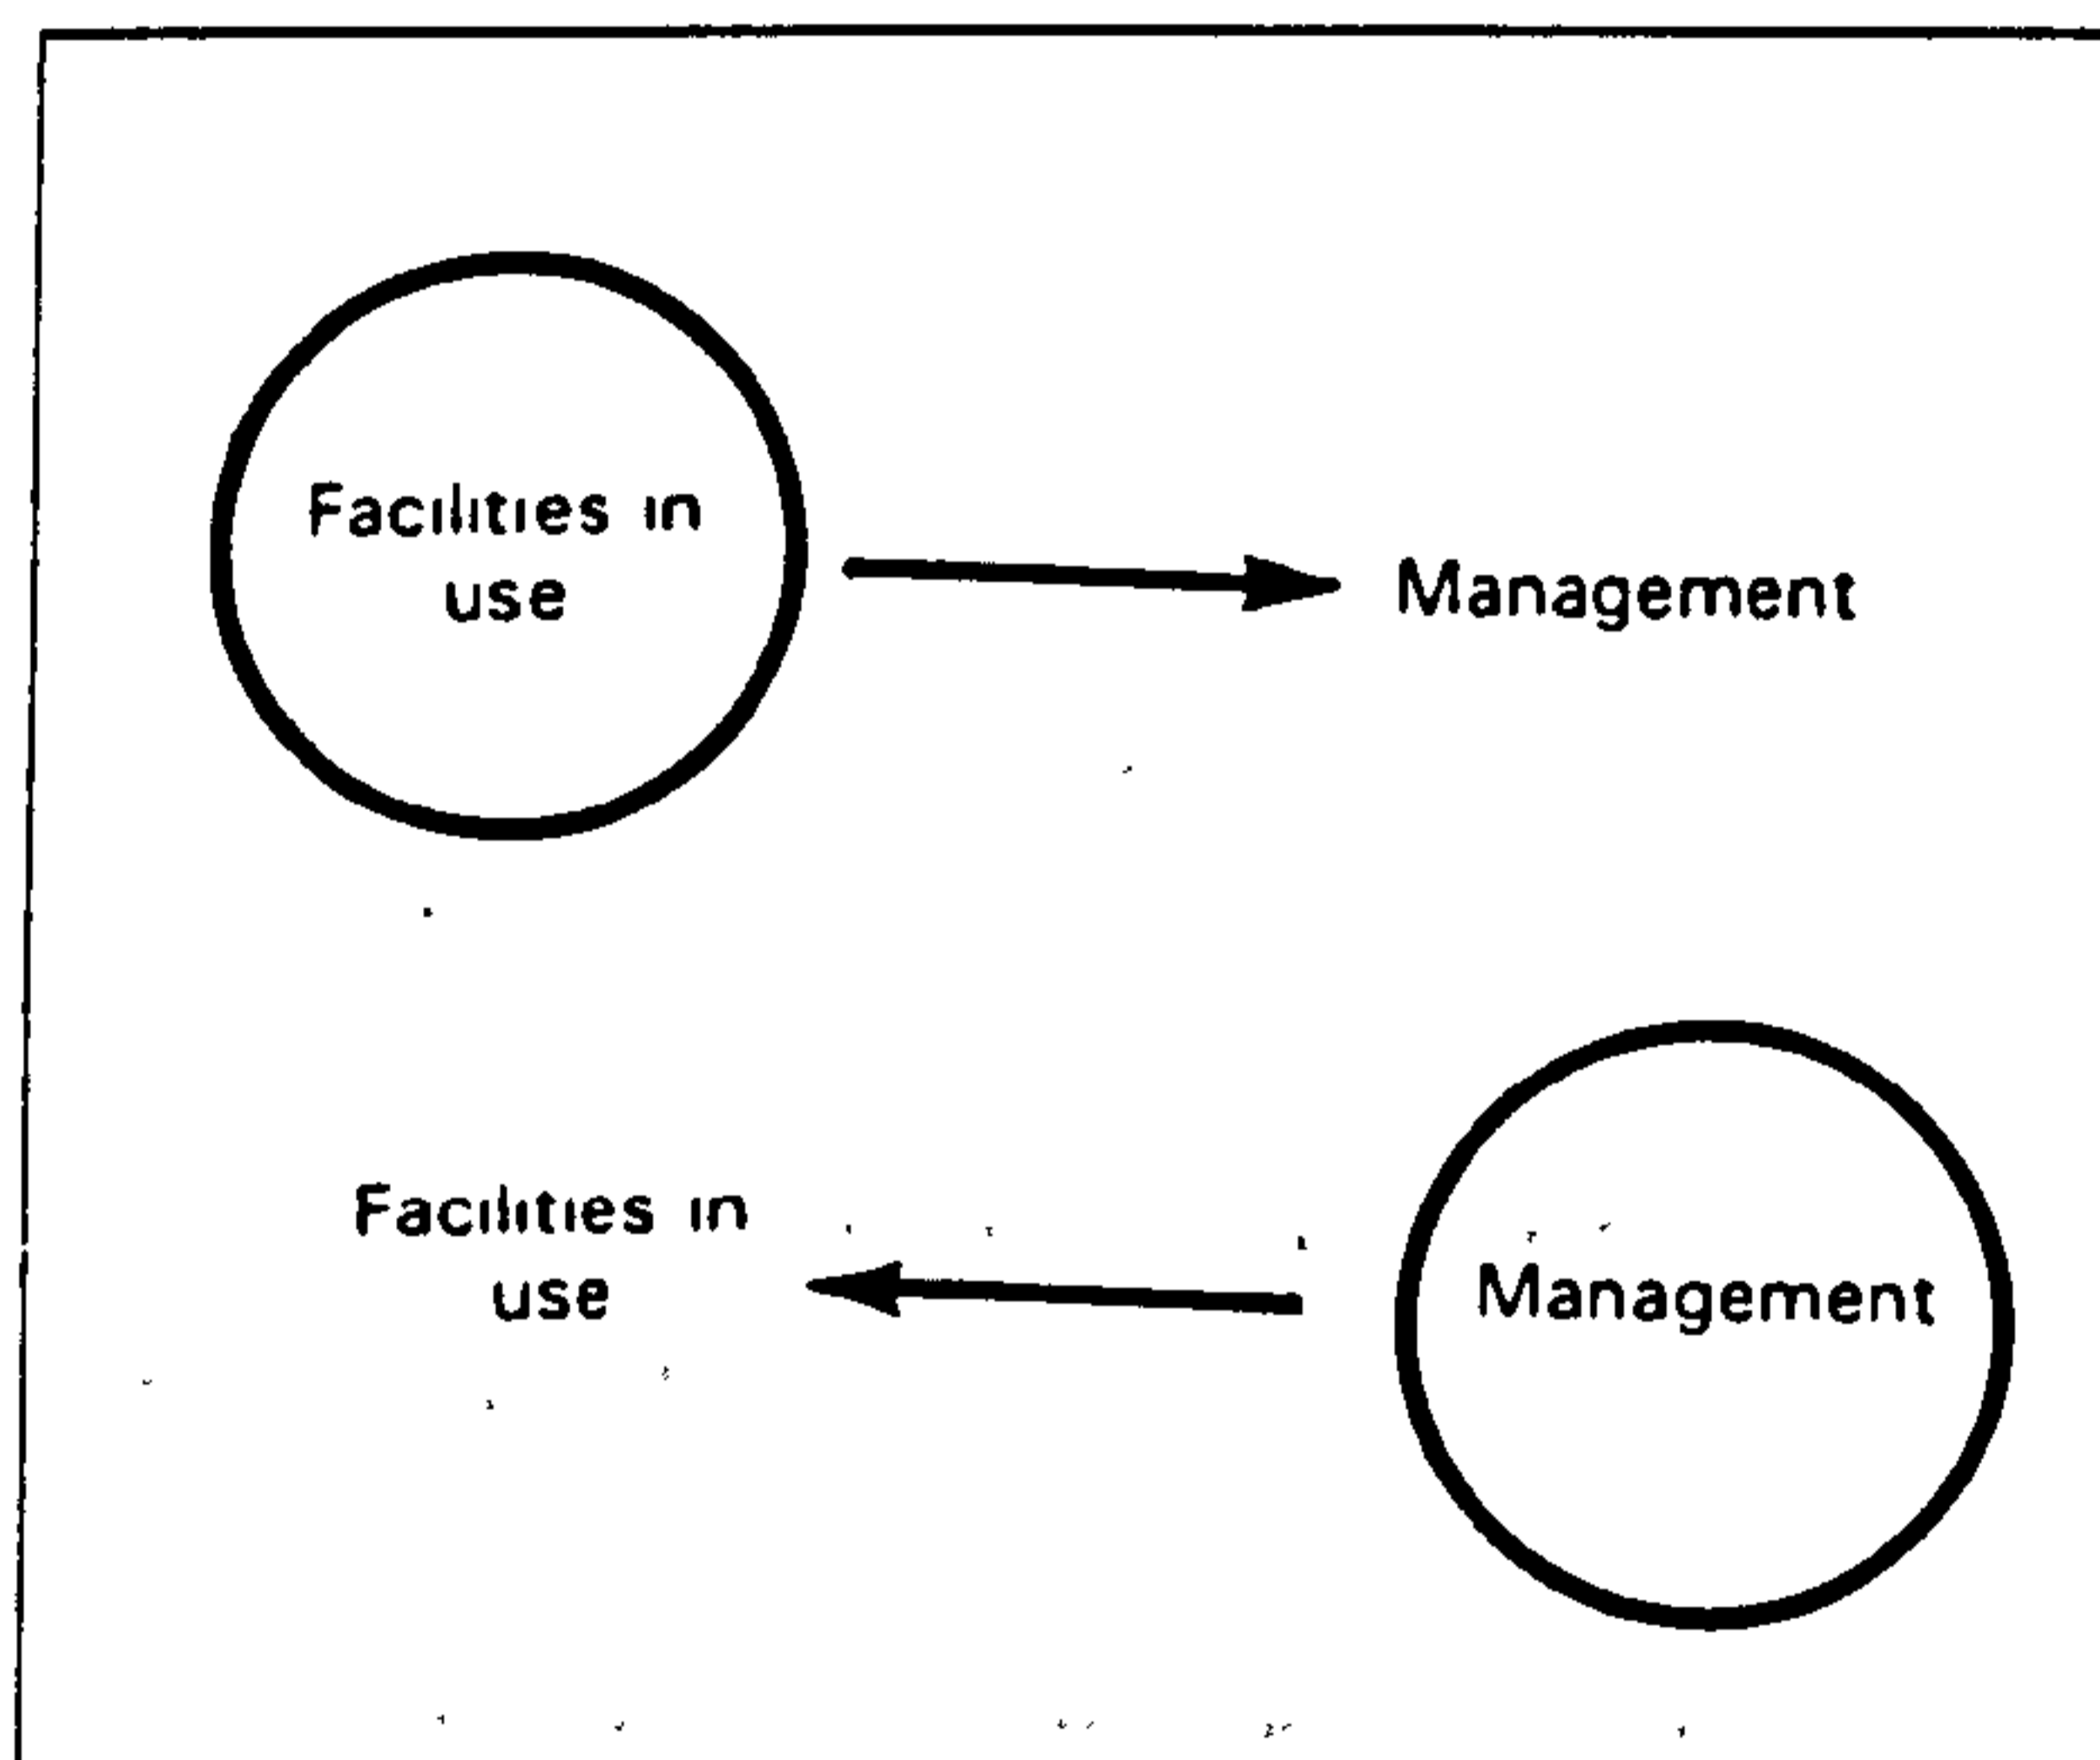 Facilities in
use
Management
Facilities in
use
Management